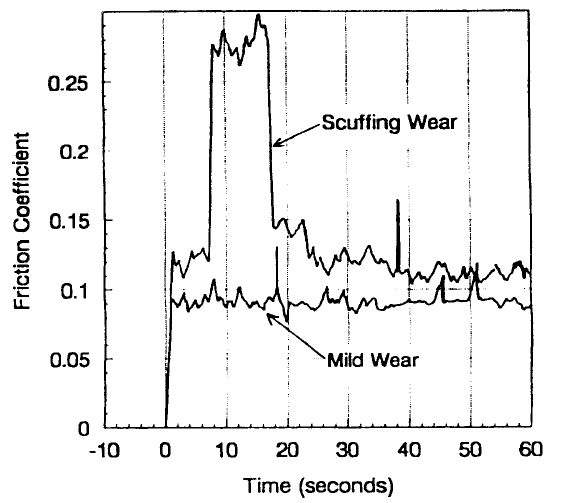 0.25
Scuffing Wear
0.2
0.15
0.1
0.05
Mild Wear
0
-10 0 10 20 30 40 50 60
Friction Coefficient
Time (seconds)